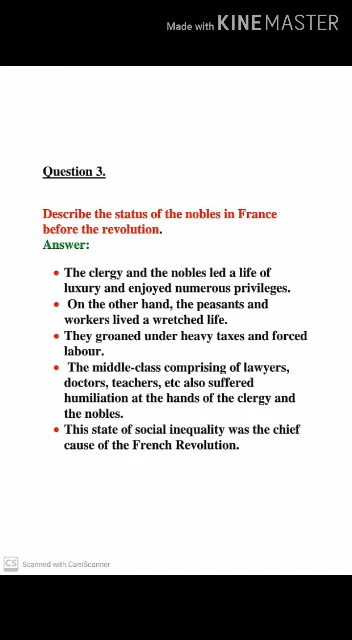 Made with KINEMASTER
Question 3.
Describe the status of the nobles in France
before the revolution.
Answer:
• The clergy and the nobles led a life of
luxury and enjoyed numerous privileges.
• On the other hand, the peasants and
workers lived a wretched life.
• They groaned under heavy taxes and forced
labour.
• The middle-class comprising of lawyers,
doctors, teachers, etc also suffered
humiliation at the hands of the clergy and
the nobles.
• This state of social inequality was the chief
cause of the French Revolution.
CS Scanned with CamScanner